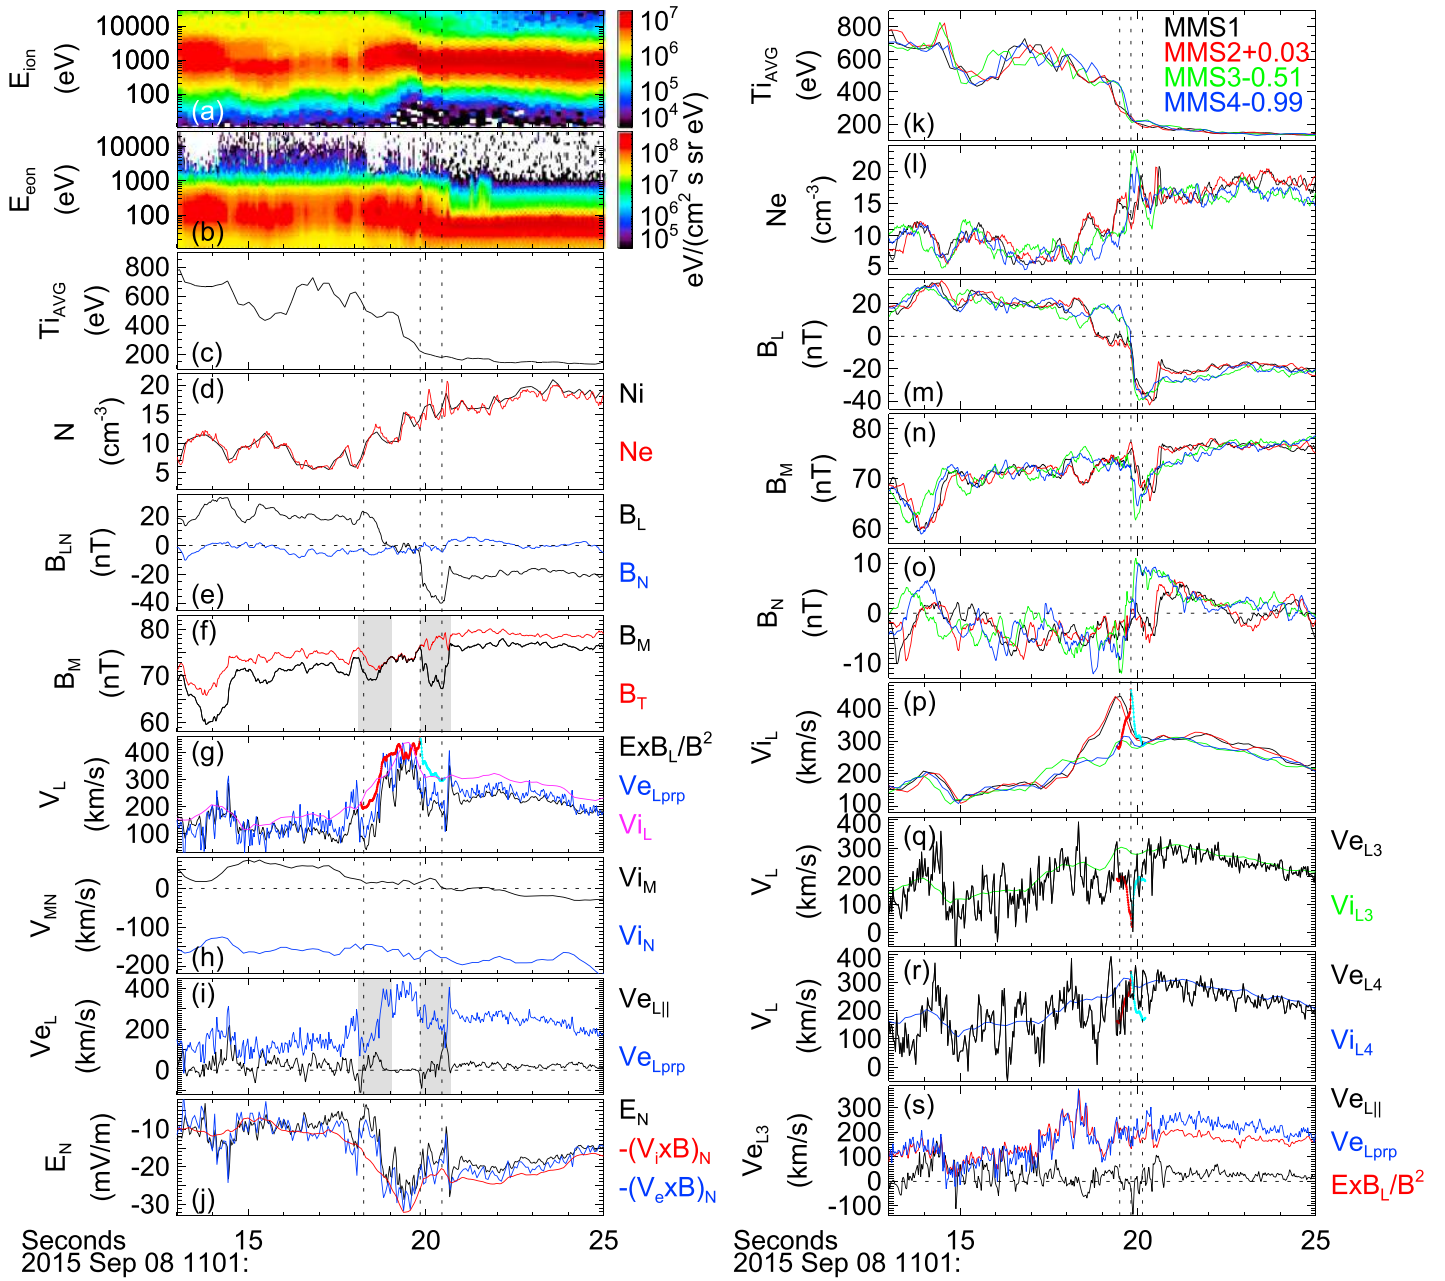 E_ion (eV)
10000
1000
100
(a)
10^7
10^6
10^5
10^4
E_eon (eV)
10000
1000
100
(b)
10^8
10^7
10^6
10^5
eV/(cm^2 s sr eV)
Ti_AVG (eV)
800
600
400
200
(c)
N (cm^-3)
20
15
10
5
(d)
Ni
Ne
B_LN (nT)
20
0
-20
-40
(e)
B_L
B_N
B_M (nT)
80
70
60
(f)
B_M
B_T
V_L (km/s)
400
300
200
100
(g)
ExB_L/B^2
Ve_Lprp
Vi_L
V_MN (km/s)
0
-100
-200
(h)
Vi_M
Vi_N
Ve_L (km/s)
400
200
0
(i)
Ve_L||
Ve_Lprp
E_N (mV/m)
-10
-20
-30
(j)
E_N
-(V_ixB)_N
-(V_exB)_N
Seconds
15
20
25
2015 Sep 08 1101:
Ti_AVG (eV)
800
600
400
200
(k)
MMS1
MMS2+0.03
MMS3-0.51
MMS4-0.99
Ne (cm^-3)
20
15
10
5
(l)
B_L (nT)
20
0
-20
-40
(m)
B_M (nT)
80
70
60
(n)
B_N (nT)
10
0
-10
(o)
Vi_L (km/s)
400
300
200
100
(p)
V_L (km/s)
400
300
200
100
0
(q)
Ve_L3
Vi_L3
V_L (km/s)
400
300
200
100
0
(r)
Ve_L4
Vi_L4
Ve_L3 (km/s)
300
200
100
0
-100
(s)
Ve_L||
Ve_Lprp
ExB_L/B^2
Seconds
15
20
25
2015 Sep 08 1101: